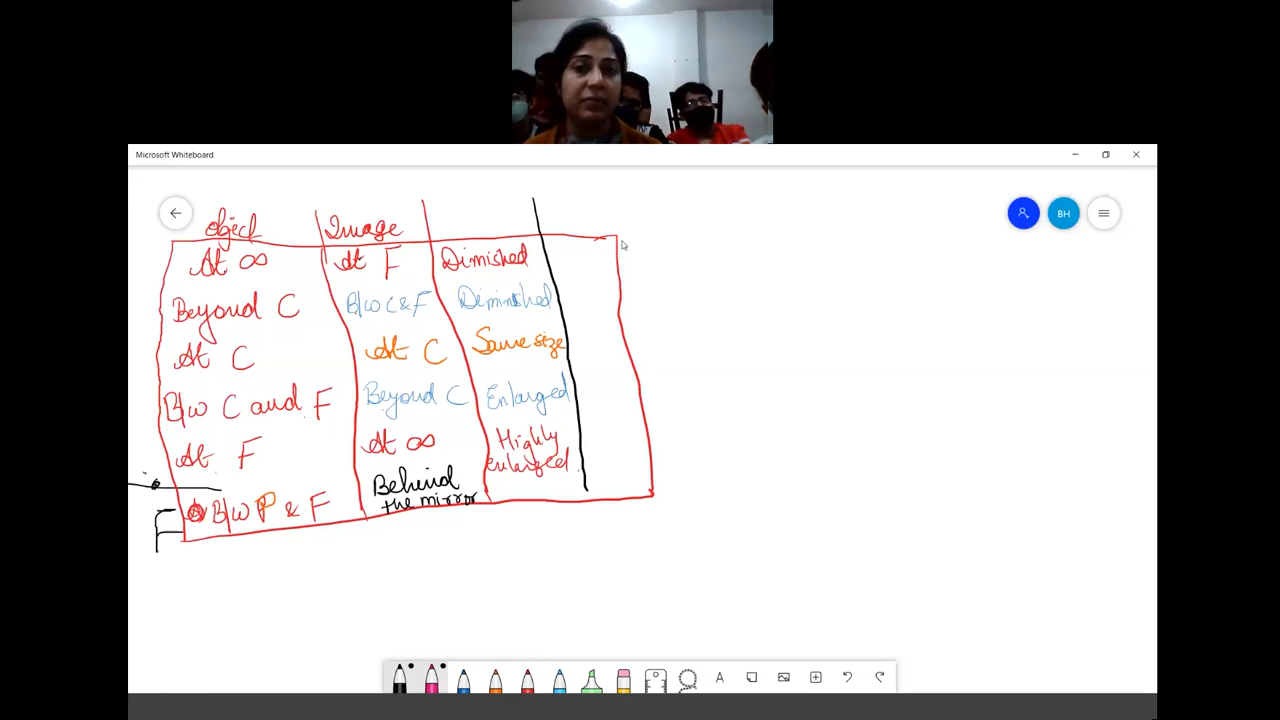 Microsoft Whiteboard
BH
Object Image
At ∞ At F Dimished
Beyond C B/w C & F Diminished
At C At C Same size
B/w C and F Beyond C Enlarged
At F At ∞ Highly
enlarged
B/w P & F Behind
the mirror
F
A